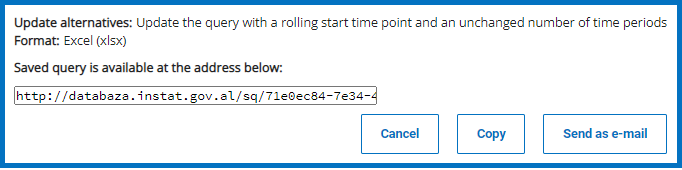 Update alternatives: Update the query with a rolling start time point and an unchanged number of time periods
Format: Excel (xlsx)
Saved query is available at the address below:
http://databaza.instat.gov.al/sq/71e0ec84-7e34-4
Cancel Copy Send as e-mail